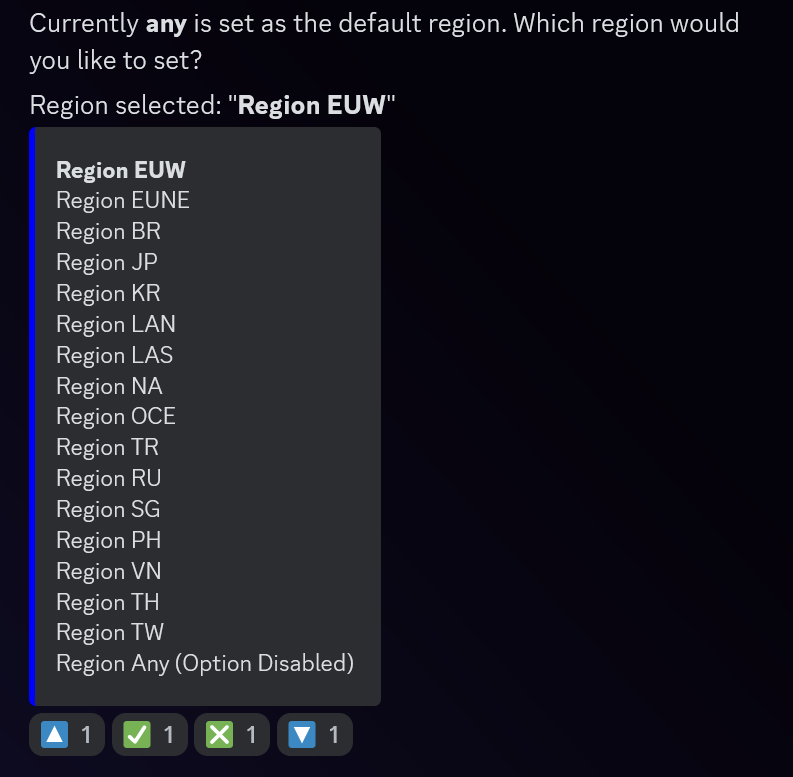 Currently any is set as the default region. Which region would
you like to set?
Region selected: "Region EUW"
Region EUW
Region EUNE
Region BR
Region JP
Region KR
Region LAN
Region LAS
Region NA
Region OCE
Region TR
Region RU
Region SG
Region PH
Region VN
Region TH
Region TW
Region Any (Option Disabled)
1 1 1 1